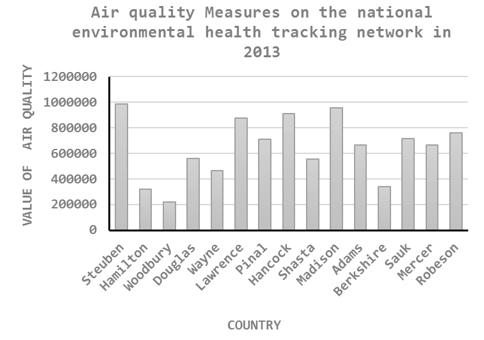 Air quality Measures on the national
environmental health tracking network in
2013
VALUE OF AIR QUALITY
1200000
1000000
800000
600000
400000
200000
0
Steuben
Hamilton
Woodbury
Douglas
Wayne
Lawrence
Pinal
Hancock
Shasta
Madison
Adams
Berkshire
Sauk
Mercer
Robeson
COUNTRY